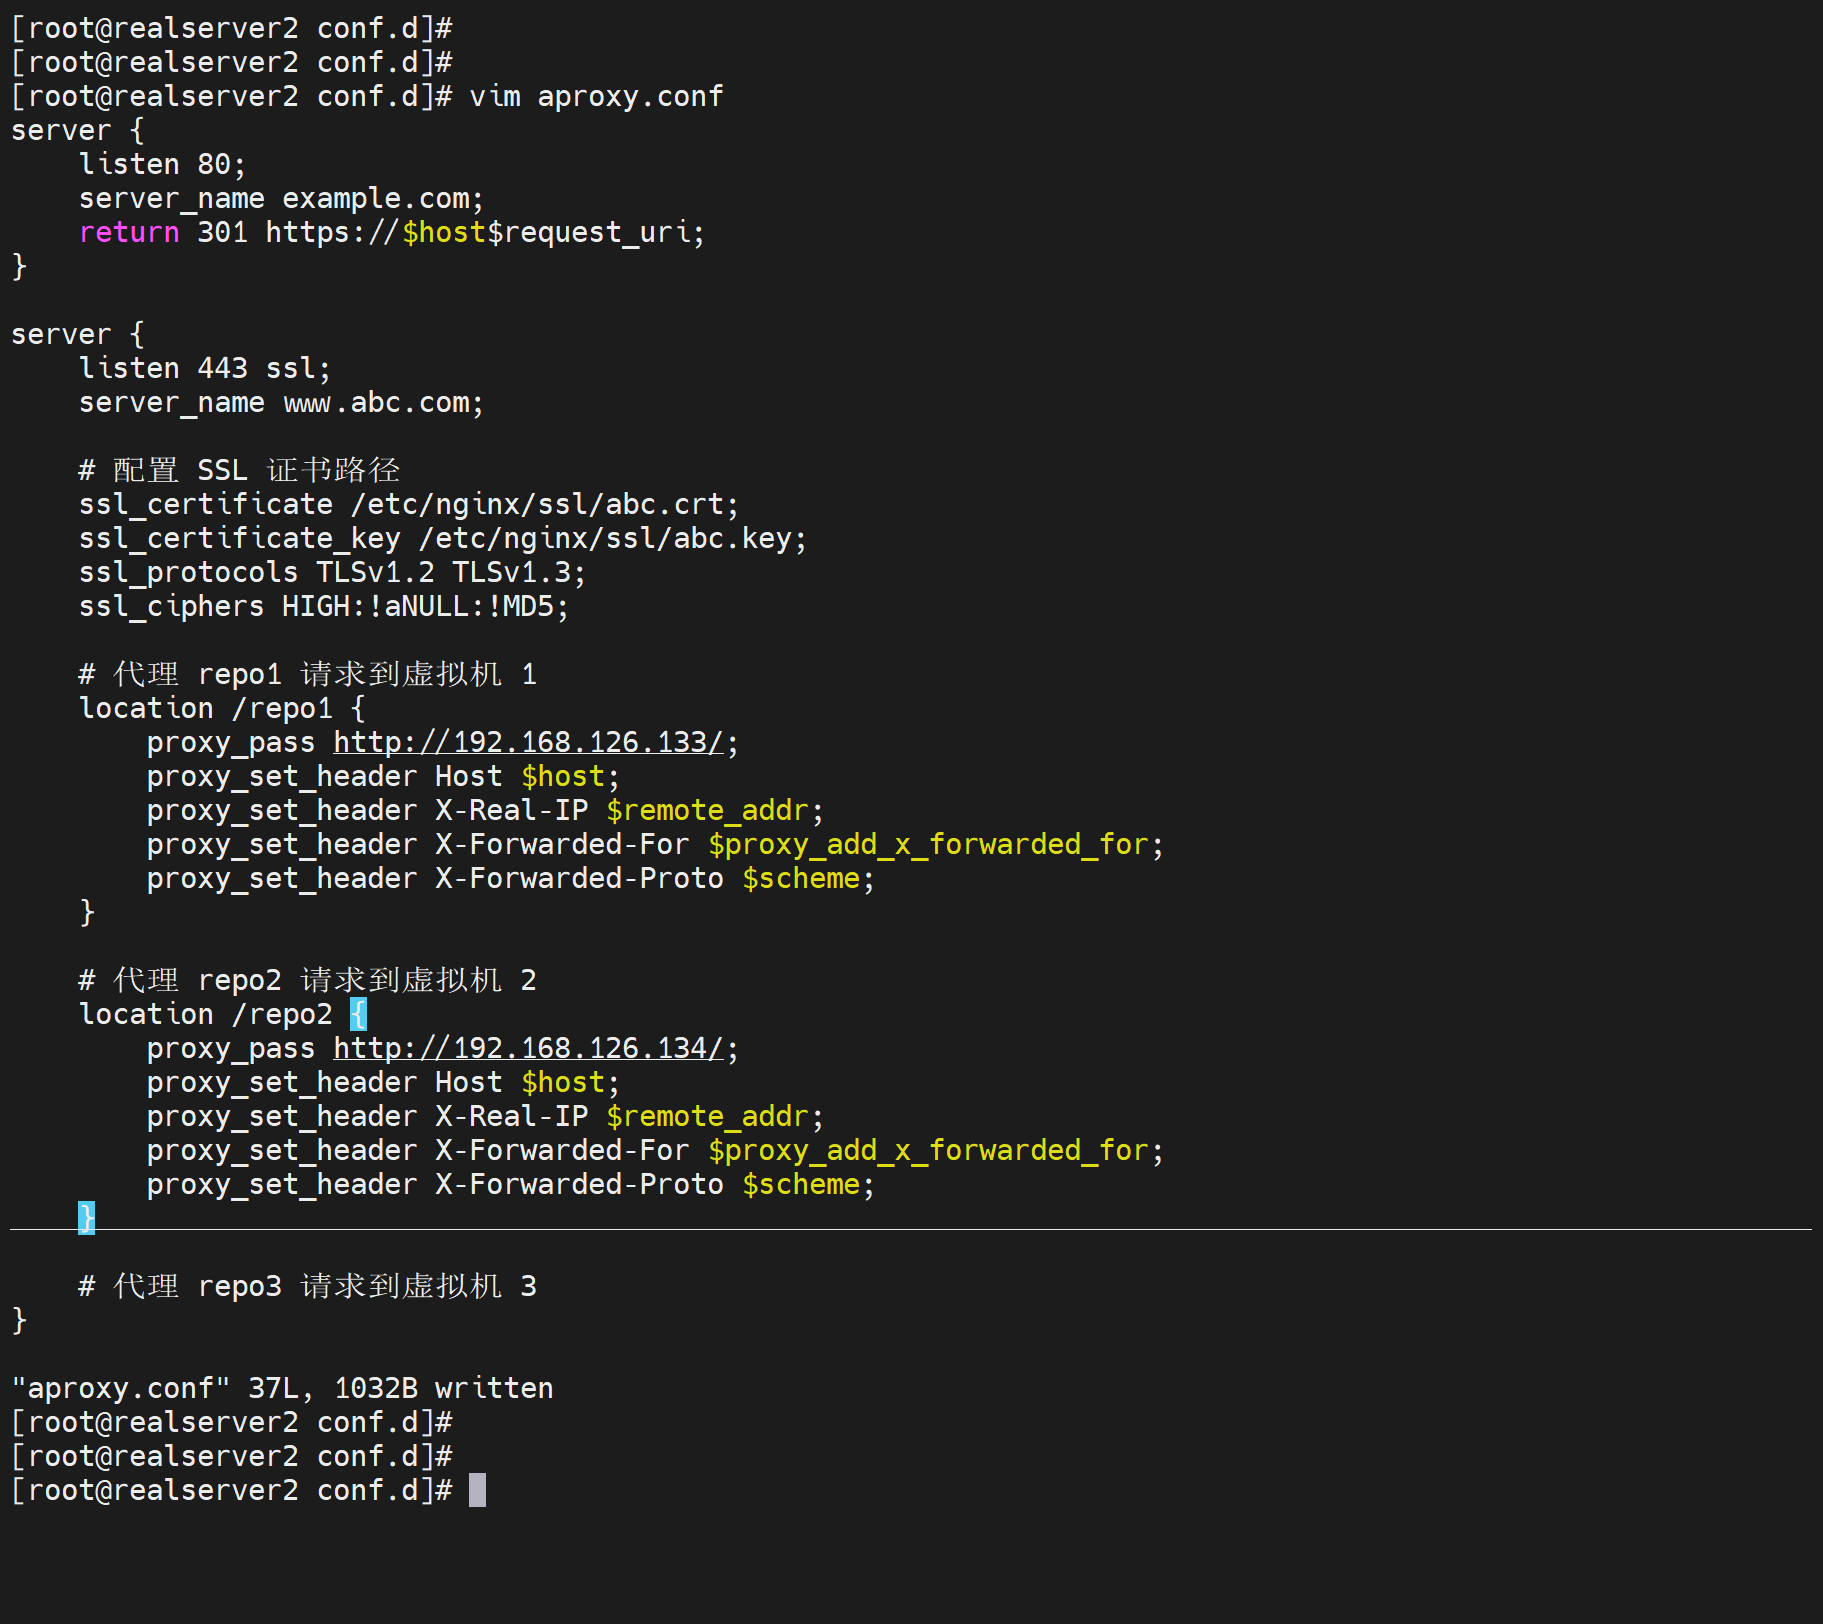 [root@realserver2 conf.d]#
[root@realserver2 conf.d]#
[root@realserver2 conf.d]# vim aproxy.conf
server {
    listen 80;
    server_name example.com;
    return 301 https://$host$request_uri;
}

server {
    listen 443 ssl;
    server_name www.abc.com;

    # 配置 SSL 证书路径
    ssl_certificate /etc/nginx/ssl/abc.crt;
    ssl_certificate_key /etc/nginx/ssl/abc.key;
    ssl_protocols TLSv1.2 TLSv1.3;
    ssl_ciphers HIGH:!aNULL:!MD5;

    # 代理 repo1 请求到虚拟机 1
    location /repo1 {
        proxy_pass http://192.168.126.133/;
        proxy_set_header Host $host;
        proxy_set_header X-Real-IP $remote_addr;
        proxy_set_header X-Forwarded-For $proxy_add_x_forwarded_for;
        proxy_set_header X-Forwarded-Proto $scheme;
    }

    # 代理 repo2 请求到虚拟机 2
    location /repo2 {
        proxy_pass http://192.168.126.134/;
        proxy_set_header Host $host;
        proxy_set_header X-Real-IP $remote_addr;
        proxy_set_header X-Forwarded-For $proxy_add_x_forwarded_for;
        proxy_set_header X-Forwarded-Proto $scheme;
    }

    # 代理 repo3 请求到虚拟机 3
}

"aproxy.conf" 37L, 1032B written
[root@realserver2 conf.d]#
[root@realserver2 conf.d]#
[root@realserver2 conf.d]#